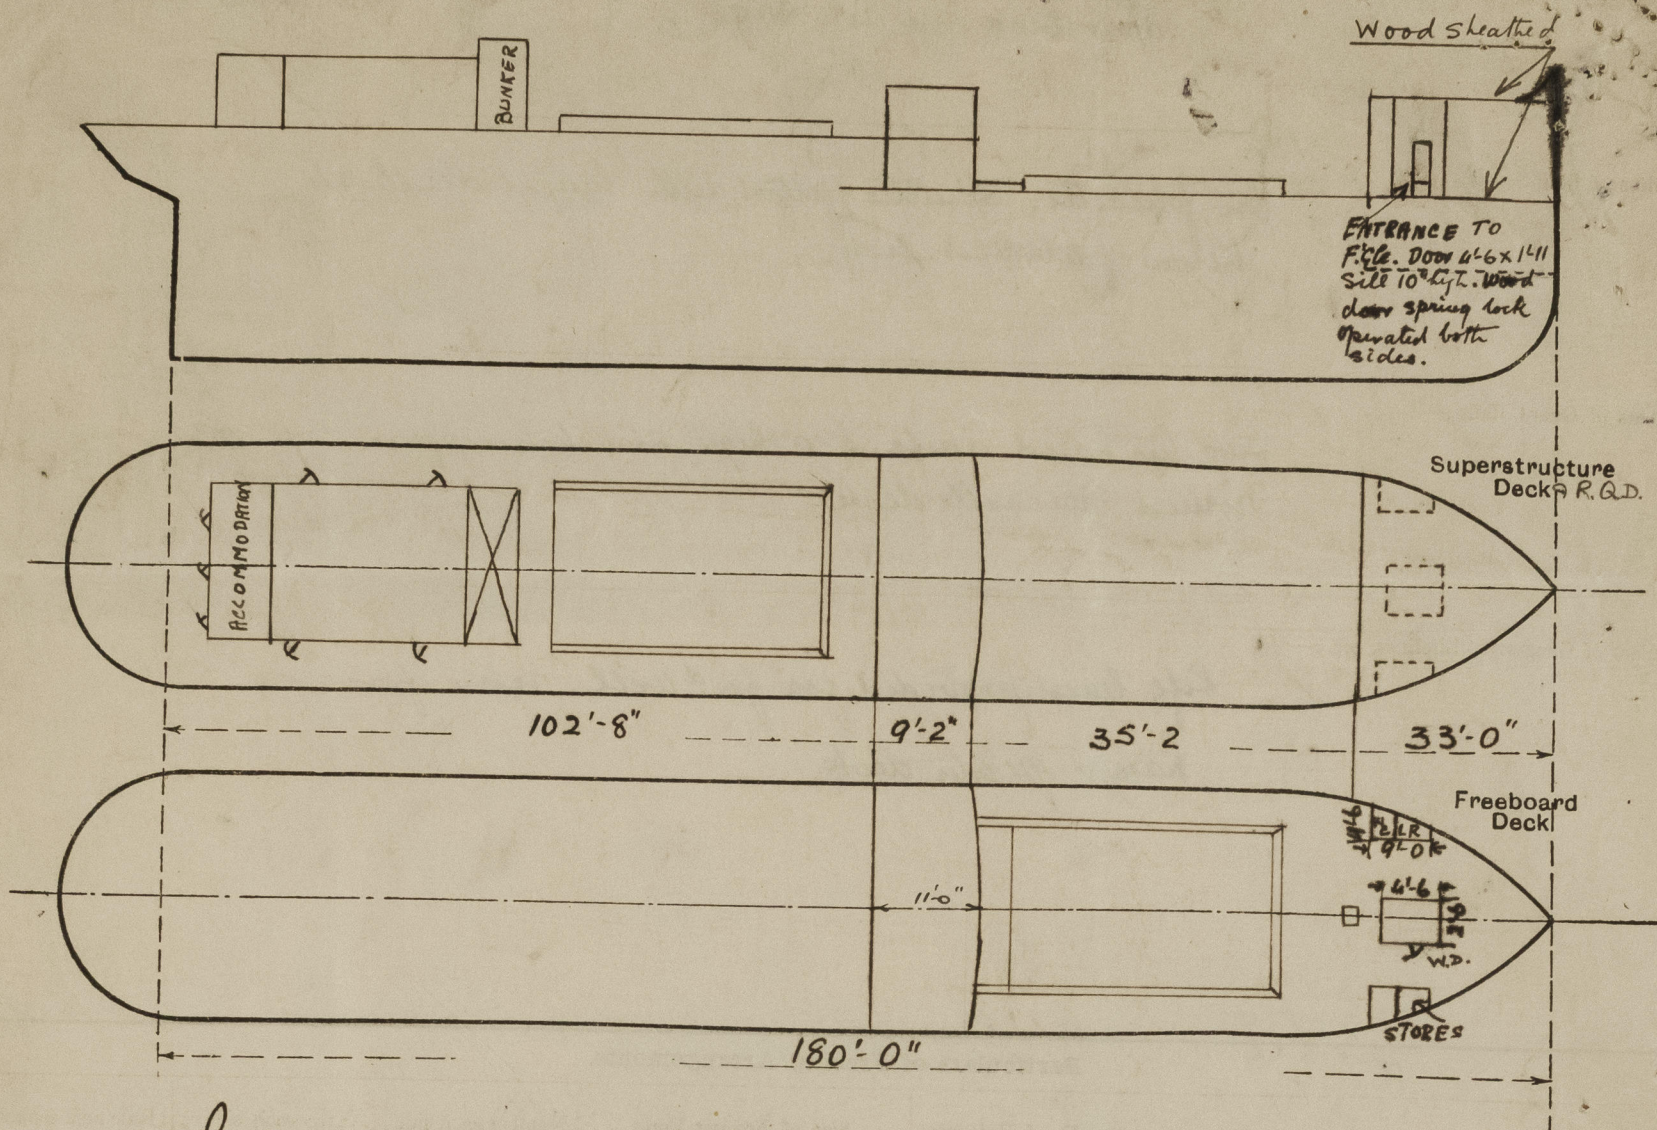 Wood Sheathed
BUNKER
ENTRANCE TO
F'cle. Door 4'-6 x 1'-11
Sill 10" high. Wood
door spring lock
operated both
sides.
Superstructure
Deck & R.Q.D.
ACCOMMODATION
102'-8"
9'-2"
35'-2
33'-0"
Freeboard
Deck
LR
9'-0
4'-6
11'-0"
W.D.
STORES
180'-0"